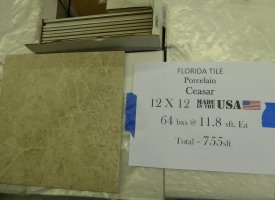 FLORIDA TILE
Porcelain
Ceasar
12 X 12 MADE IN THE USA
64 bxs @ 11.8 sft. Ea
Total = 755sft